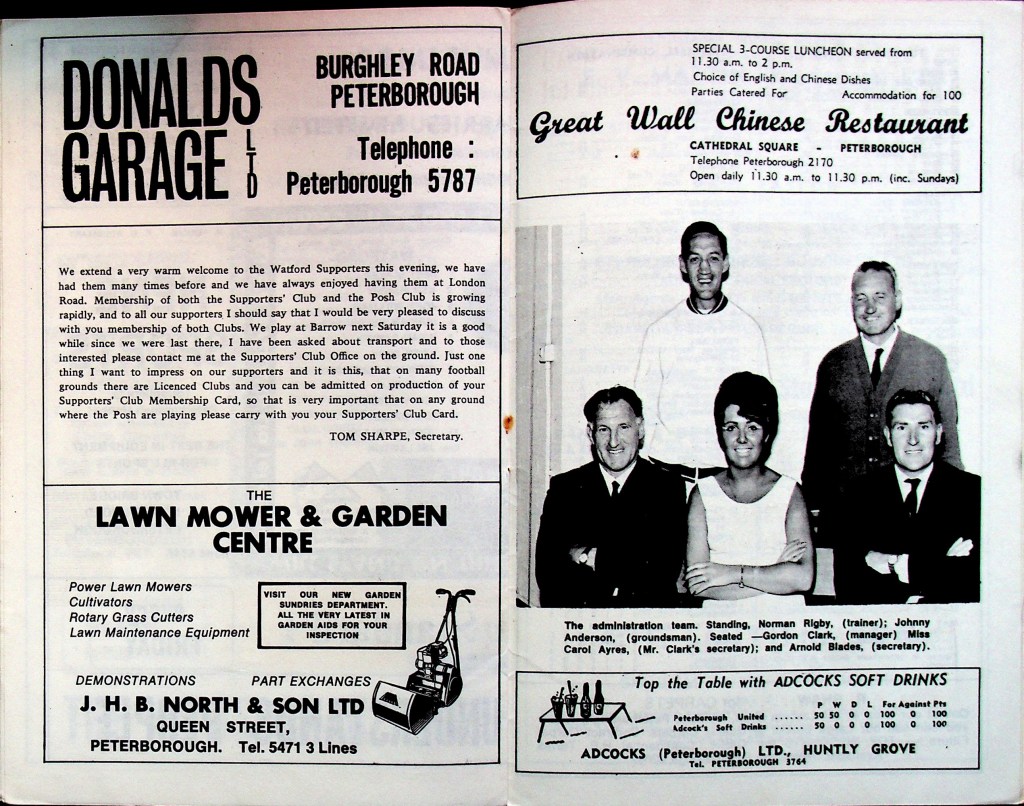 DONALDS
GARAGE LTD
BURGHLEY ROAD
PETERBOROUGH
Telephone :
Peterborough 5787
We extend a very warm welcome to the Watford Supporters this evening, we have
had them many times before and we have always enjoyed having them at London
Road. Membership of both the Supporters' Club and the Posh Club is growing
rapidly, and to all our supporters I should say that I would be very pleased to discuss
with you membership of both Clubs. We play at Barrow next Saturday it is a good
while since we were last there, I have been asked about transport and to those
interested please contact me at the Supporters' Club Office on the ground. Just one
thing I want to impress on our supporters and it is this, that on many football
grounds there are Licenced Clubs and you can be admitted on production of your
Supporters' Club Membership Card, so that is very important that on any ground
where the Posh are playing please carry with you your Supporters' Club Card.
TOM SHARPE, Secretary.
THE
LAWN MOWER & GARDEN
CENTRE
Power Lawn Mowers
Cultivators
Rotary Grass Cutters
Lawn Maintenance Equipment
VISIT OUR NEW GARDEN
SUNDRIES DEPARTMENT.
ALL THE VERY LATEST IN
GARDEN AIDS FOR YOUR
INSPECTION
DEMONSTRATIONS PART EXCHANGES
J. H. B. NORTH & SON LTD
QUEEN STREET,
PETERBOROUGH. Tel. 5471 3 Lines
SPECIAL 3-COURSE LUNCHEON served from
11.30 a.m. to 2 p.m.
Choice of English and Chinese Dishes
Parties Catered For Accommodation for 100
Great Wall Chinese Restaurant
CATHEDRAL SQUARE - PETERBOROUGH
Telephone Peterborough 2170
Open daily 11.30 a.m. to 11.30 p.m. (inc. Sundays)
The administration team. Standing, Norman Rigby, (trainer); Johnny
Anderson, (groundsman). Seated —Gordon Clark, (manager) Miss
Carol Ayres, (Mr. Clark's secretary); and Arnold Blades, (secretary).
Top the Table with ADCOCKS SOFT DRINKS
P W D L For Against Pts
Peterborough United ...... 50 50 0 0 100 0 100
Adcock's Soft Drinks ...... 50 0 0 0 100 0 100
ADCOCKS (Peterborough) LTD., HUNTLY GROVE
Tel. PETERBOROUGH 3764